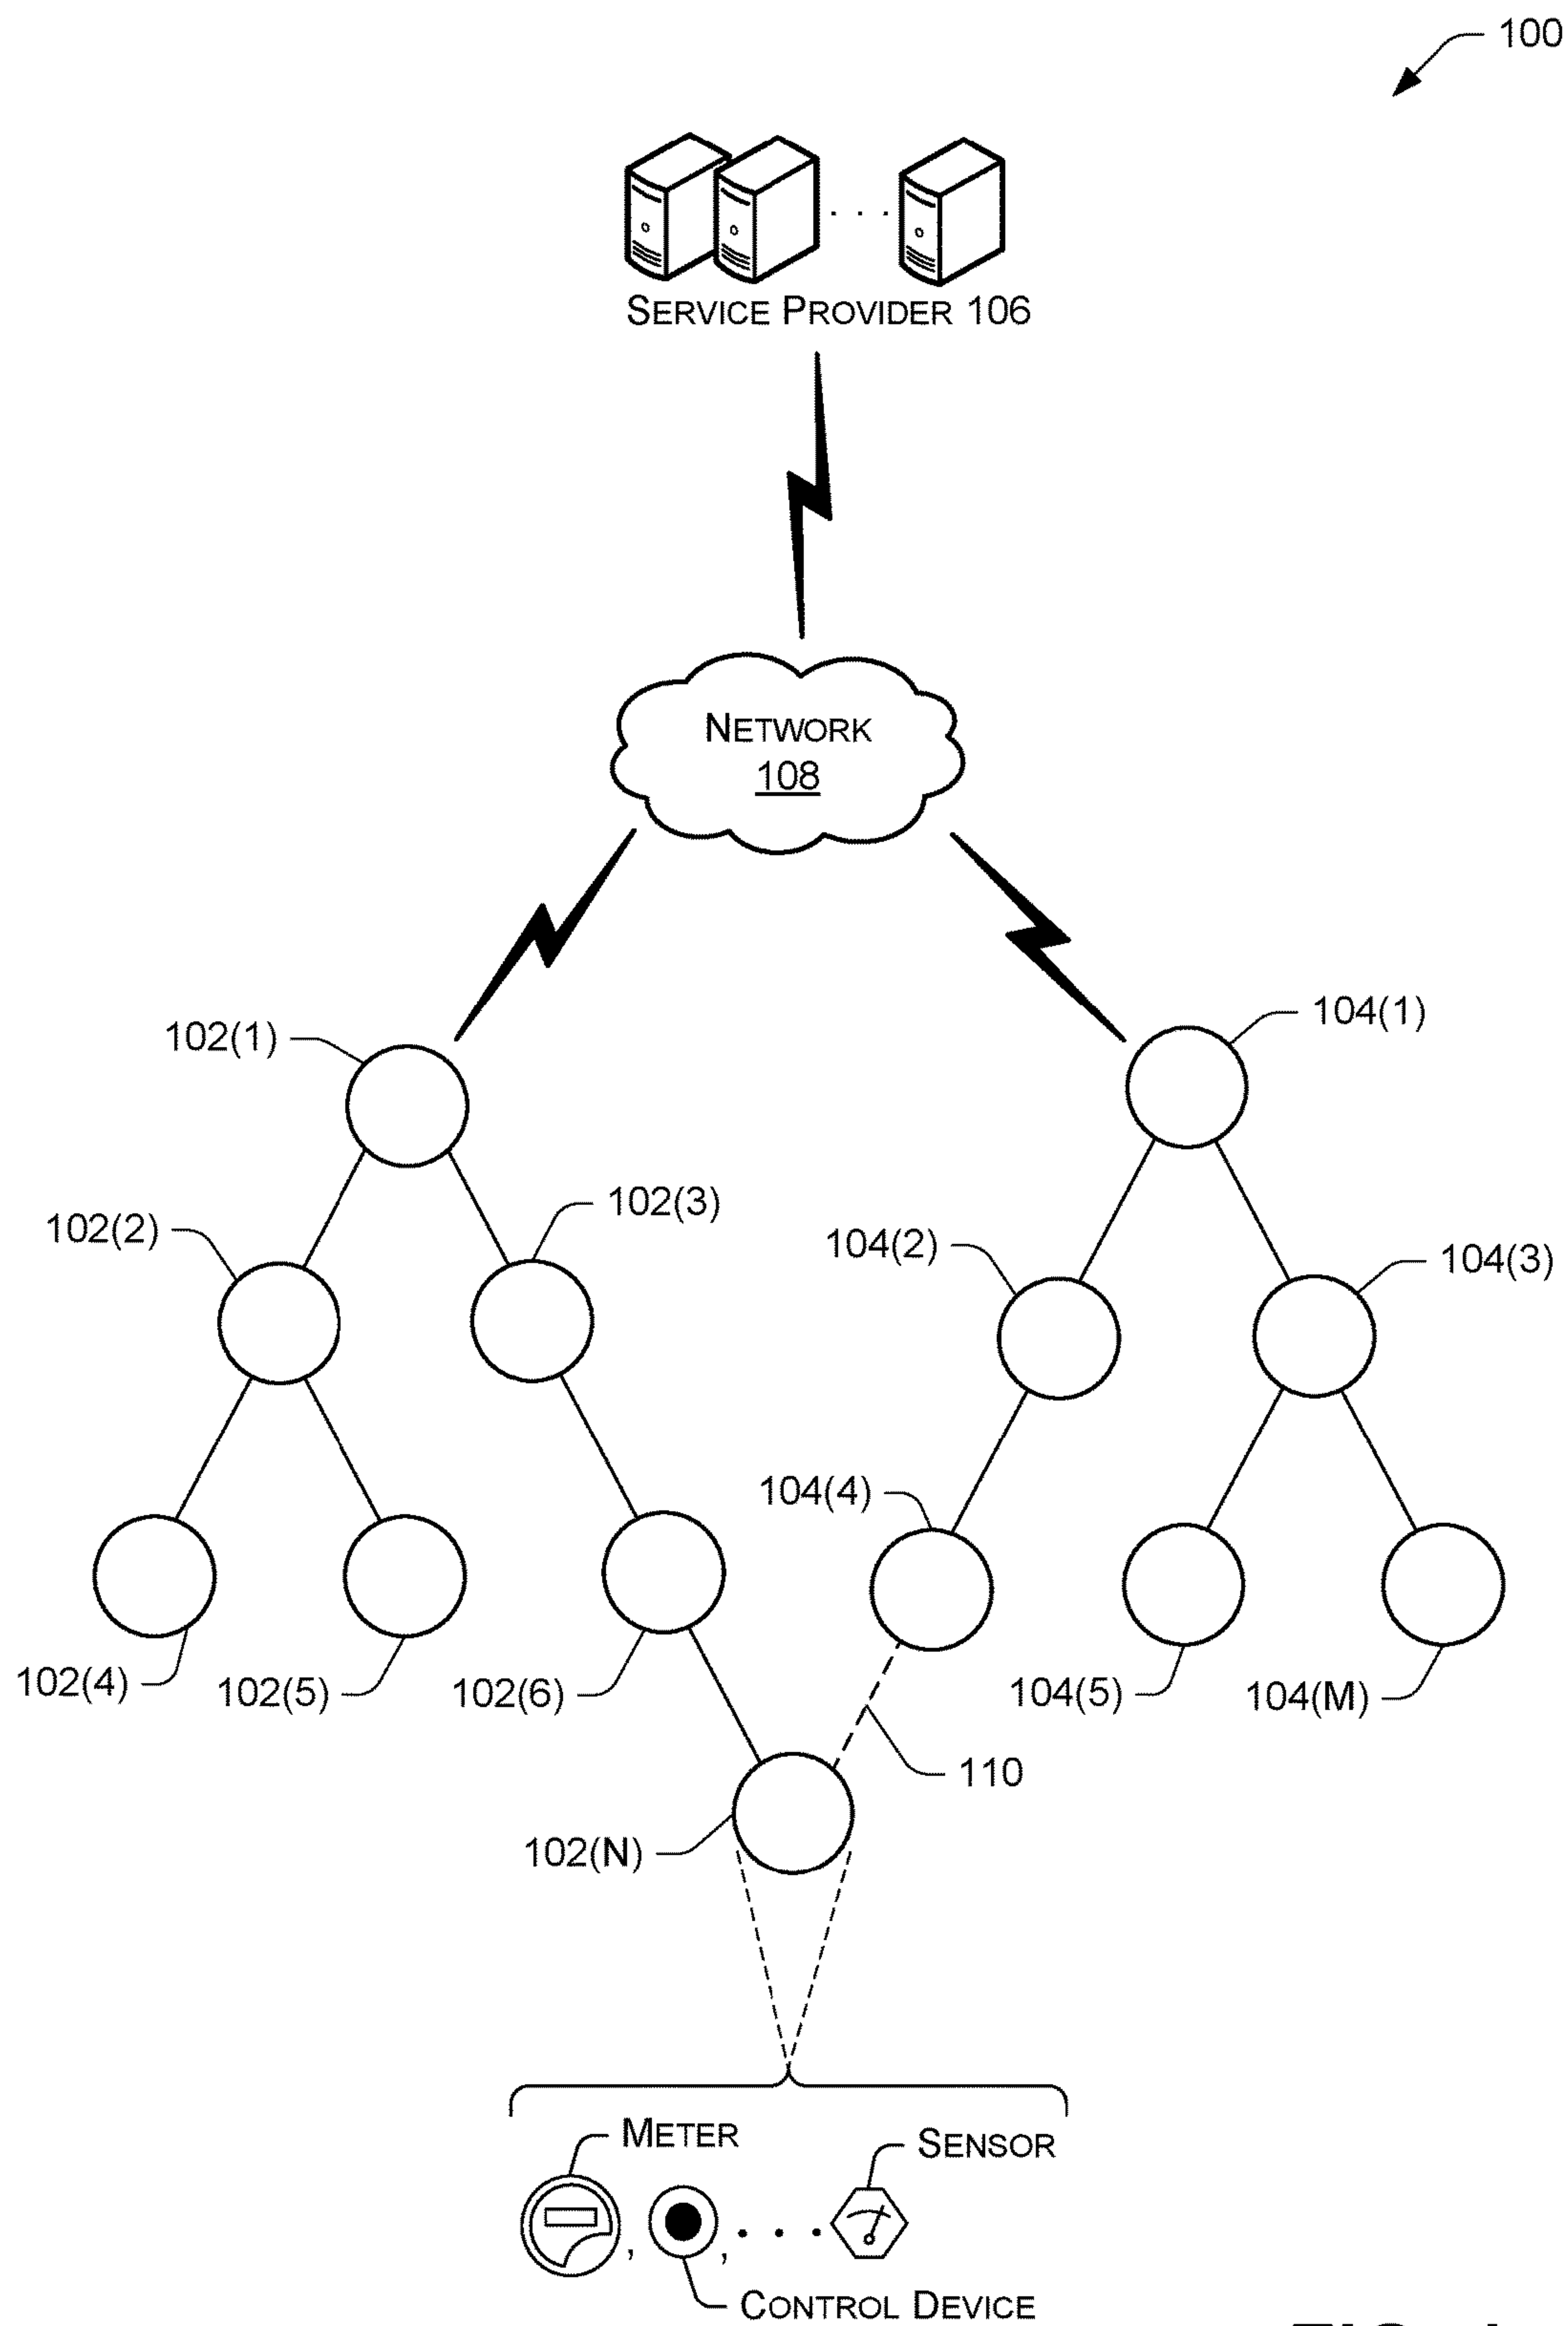 100
SERVICE PROVIDER 106
NETWORK
108
104(1)
102(1)
102(3)
102(2)
104(2)
104(3)
104(4)
102(4)
102(5)
102(6)
104(5)
104(M)
110
102(N)
METER
SENSOR
, , . . .
CONTROL DEVICE